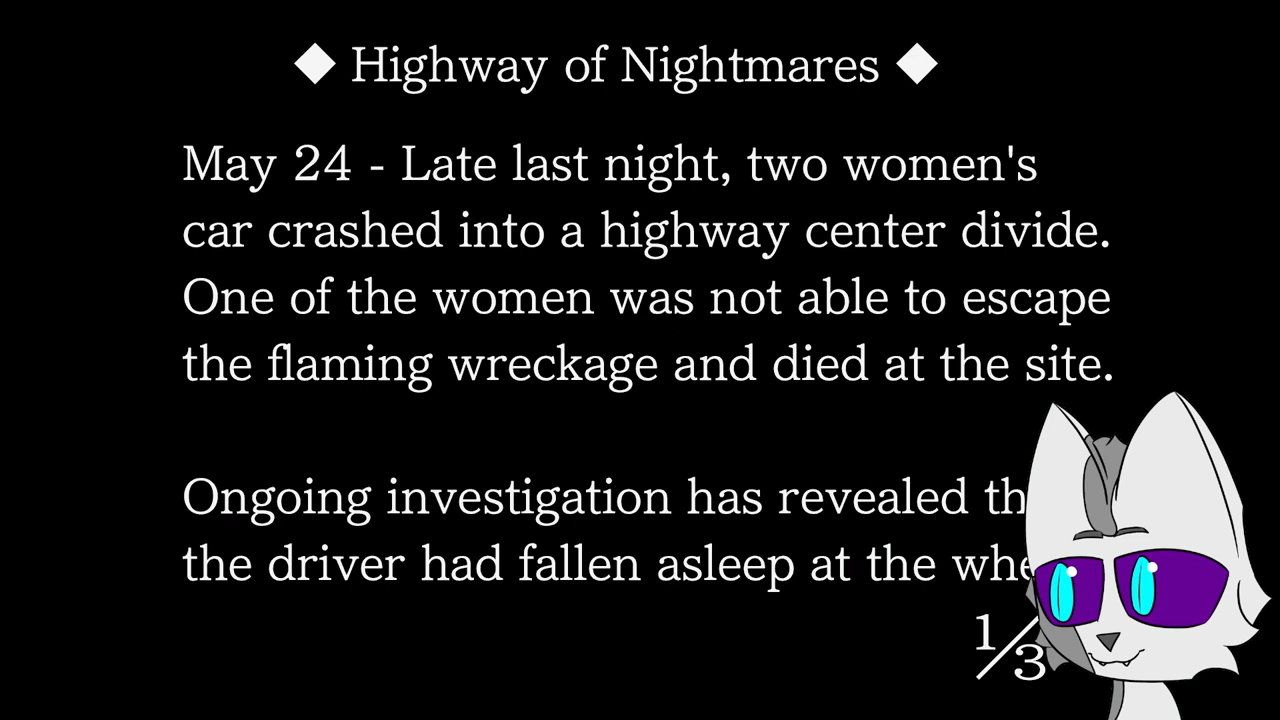 ◆ Highway of Nightmares ◆
May 24 - Late last night, two women's
car crashed into a highway center divide.
One of the women was not able to escape
the flaming wreckage and died at the site.
Ongoing investigation has revealed
the driver had fallen asleep at the
1/3